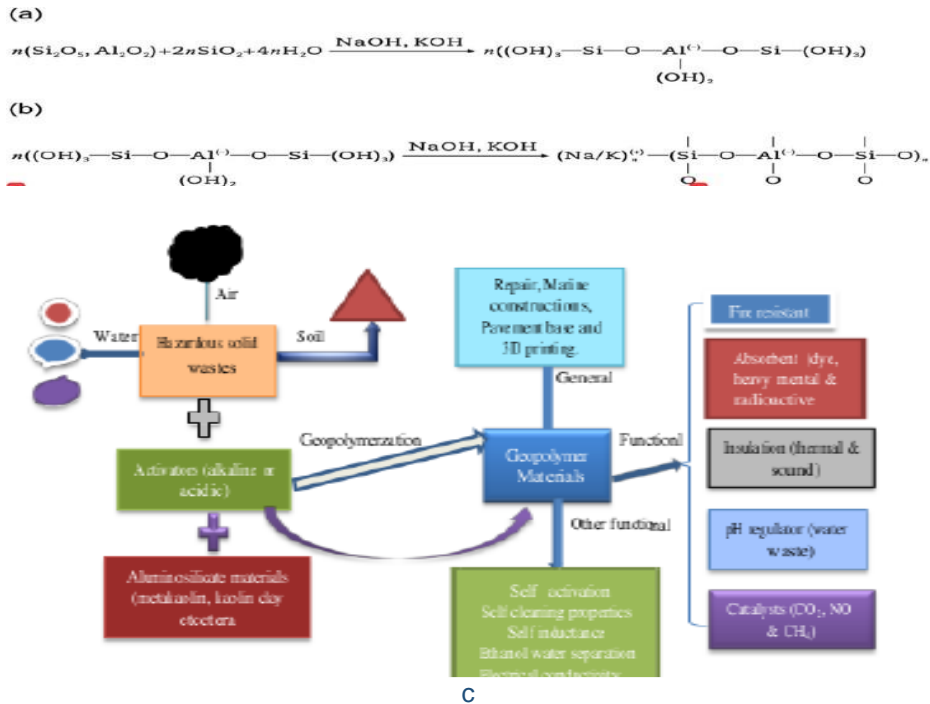 (a)
n(Si₂O₅, Al₂O₂)+2nSiO₂+4nH₂O NaOH, KOH n((OH)₃—Si—O—Al⁽⁻⁾—O—Si—(OH)₃)
(OH)₂
(b)
n((OH)₃—Si—O—Al⁽⁻⁾—O—Si—(OH)₃) NaOH, KOH (Na/K)ₙ⁽⁺⁾—(Si—O—Al⁽⁻⁾—O—Si—O)ₙ
(OH)₂ O O O
Air
Water
Hazardous solid
wastes
Soil
Repair, Marine
constructions,
Pavement base and
3D printing.
General
Fire resistant
Absorbent (dye,
heavy mental &
radioactive
Geopolymerzation
Activators (alkaline or
acidic)
Geopolymer
Materials
Functional
Insulation (thermal &
sound)
Other functional
pH regulator (water
waste)
Aluminosilicate materials
(metakaolin, kaolin clay
etcetera
Self activation
Self cleaning properties
Self inductance
Ethanol water separation
Electrical conductivity
Catalysts (CO₂, NO
& CH₄)
C